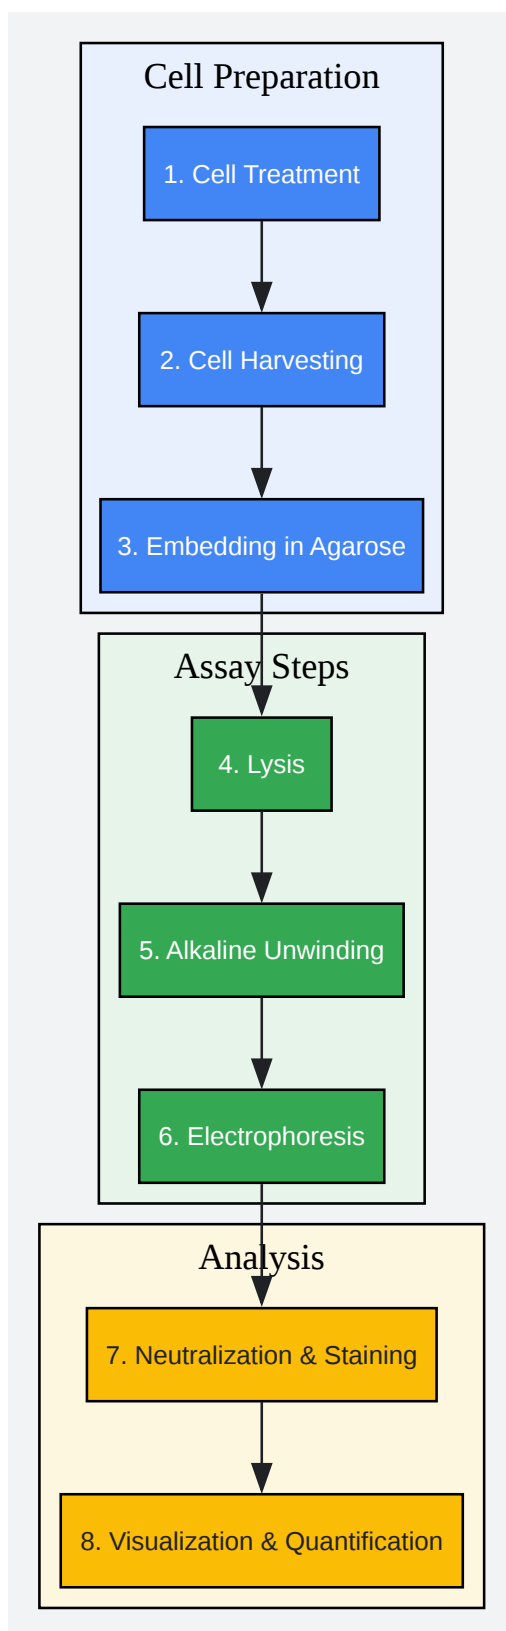 Cell Preparation
1. Cell Treatment
2. Cell Harvesting
3. Embedding in Agarose
Assay Steps
4. Lysis
5. Alkaline Unwinding
6. Electrophoresis
Analysis
7. Neutralization & Staining
8. Visualization & Quantification